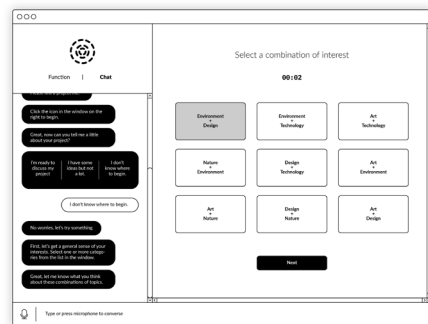 Function | Chat
Click the icon in the window on the
right to begin.
Great, now can you tell me a little
about your project?
I'm ready to
discuss my
project
I have some
ideas but not
a lot.
I don't
know where
to begin.
I don't know where to begin.
No worries, let's try something
First, let's get a general sense of your
interests. Select one or more catego-
ries from the list in the window.
Great, let me know what you think
about these combinations of topics.
Type or press microphone to converse
Select a combination of interest
00:02
Environment
+
Design
Environment
+
Technology
Art
+
Technology
Nature
+
Environment
Design
+
Technology
Art
+
Environment
Art
+
Nature
Design
+
Nature
Art
+
Design
Next